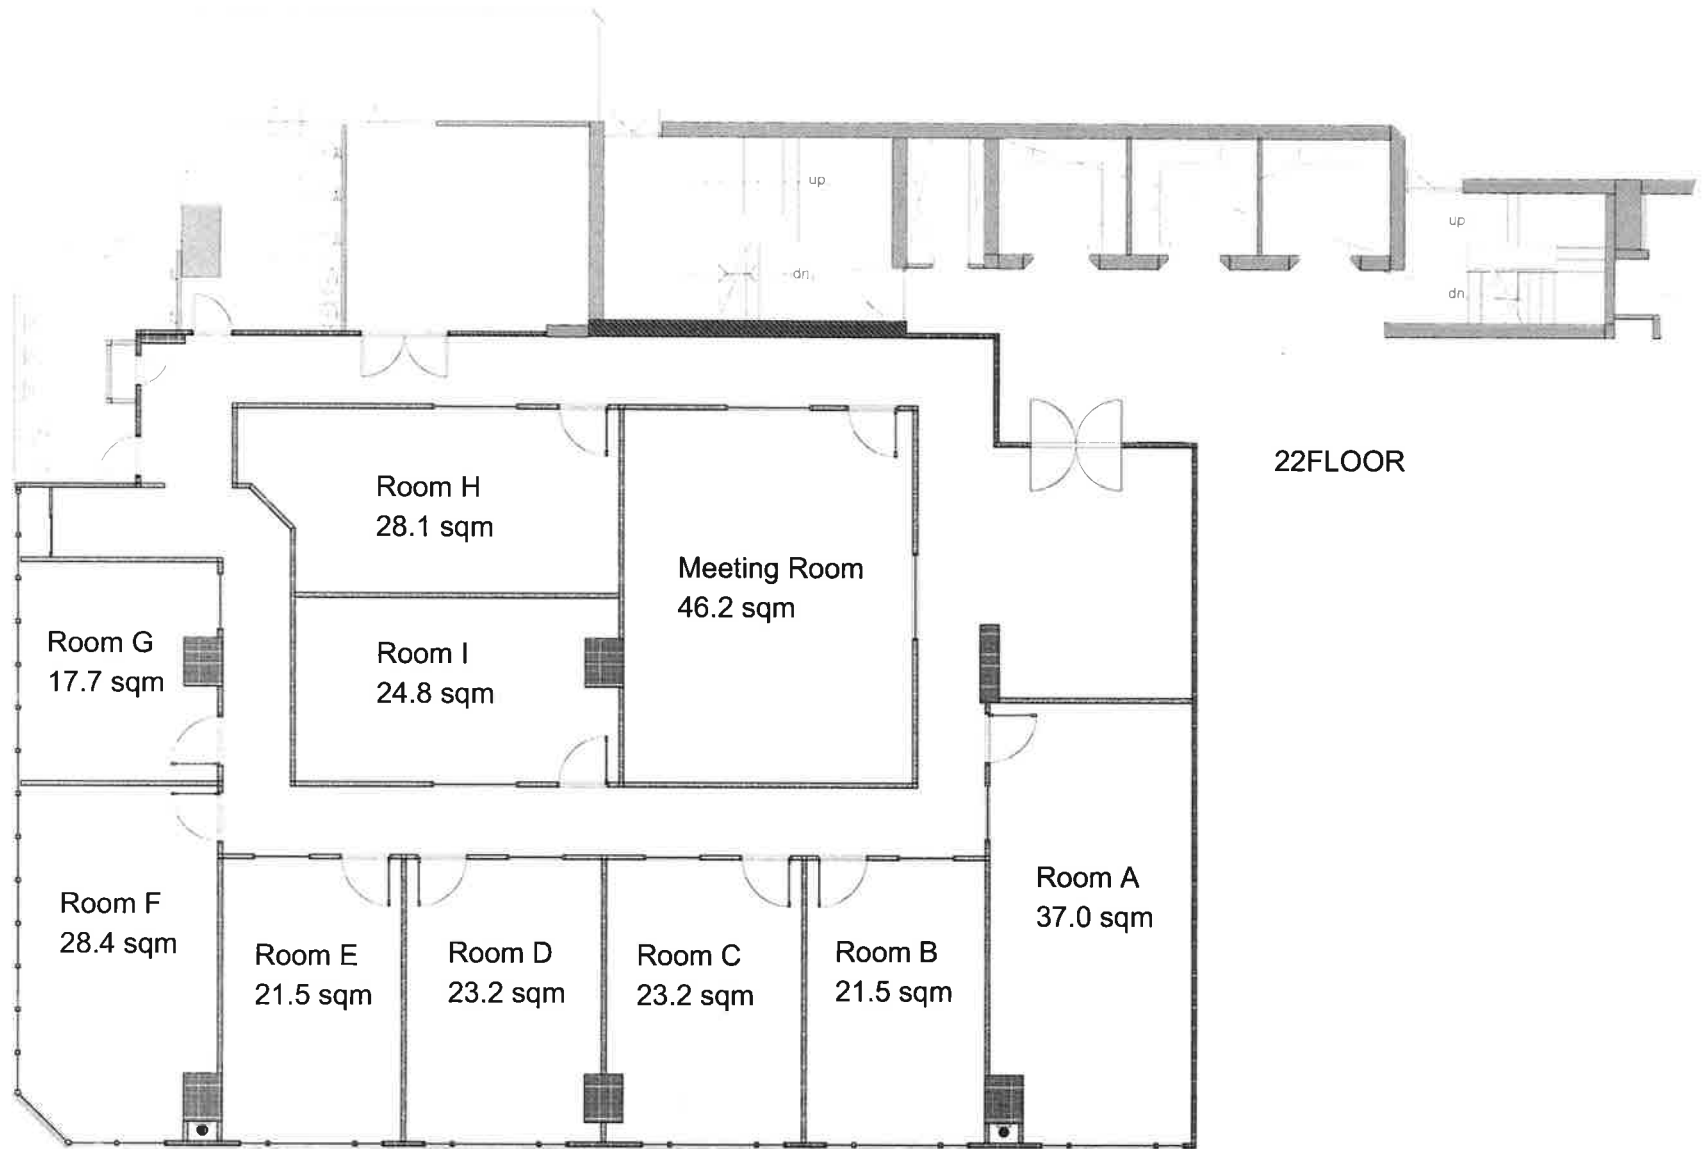 up
dn
up
dn
22FLOOR
Room H
28.1 sqm
Meeting Room
46.2 sqm
Room G
17.7 sqm
Room I
24.8 sqm
Room A
37.0 sqm
Room F
28.4 sqm
Room E
21.5 sqm
Room D
23.2 sqm
Room C
23.2 sqm
Room B
21.5 sqm